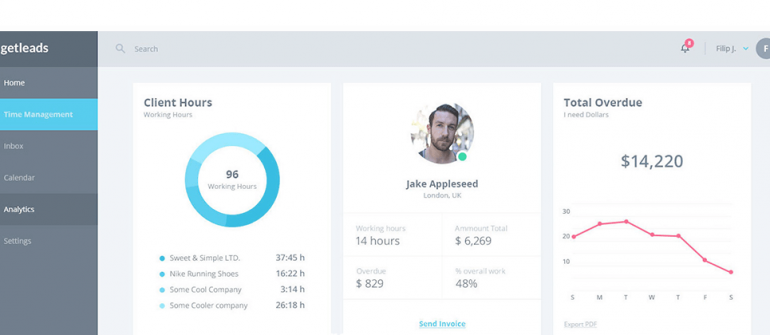 getleads
Search
8
Filip J.
F
Home
Time Management
Inbox
Calendar
Analytics
Settings
Client Hours
Working Hours
96
Working Hours
Sweet & Simple LTD. 37:45 h
Nike Running Shoes 16:22 h
Some Cool Company 3:14 h
Some Cooler company 26:18 h
Jake Appleseed
London, UK
Working hours
14 hours
Ammount Total
$ 6,269
Overdue
$ 829
% overall work
48%
Send Invoice
Total Overdue
I need Dollars
$14,220
30
20
10
S M T W T F S
Export PDF